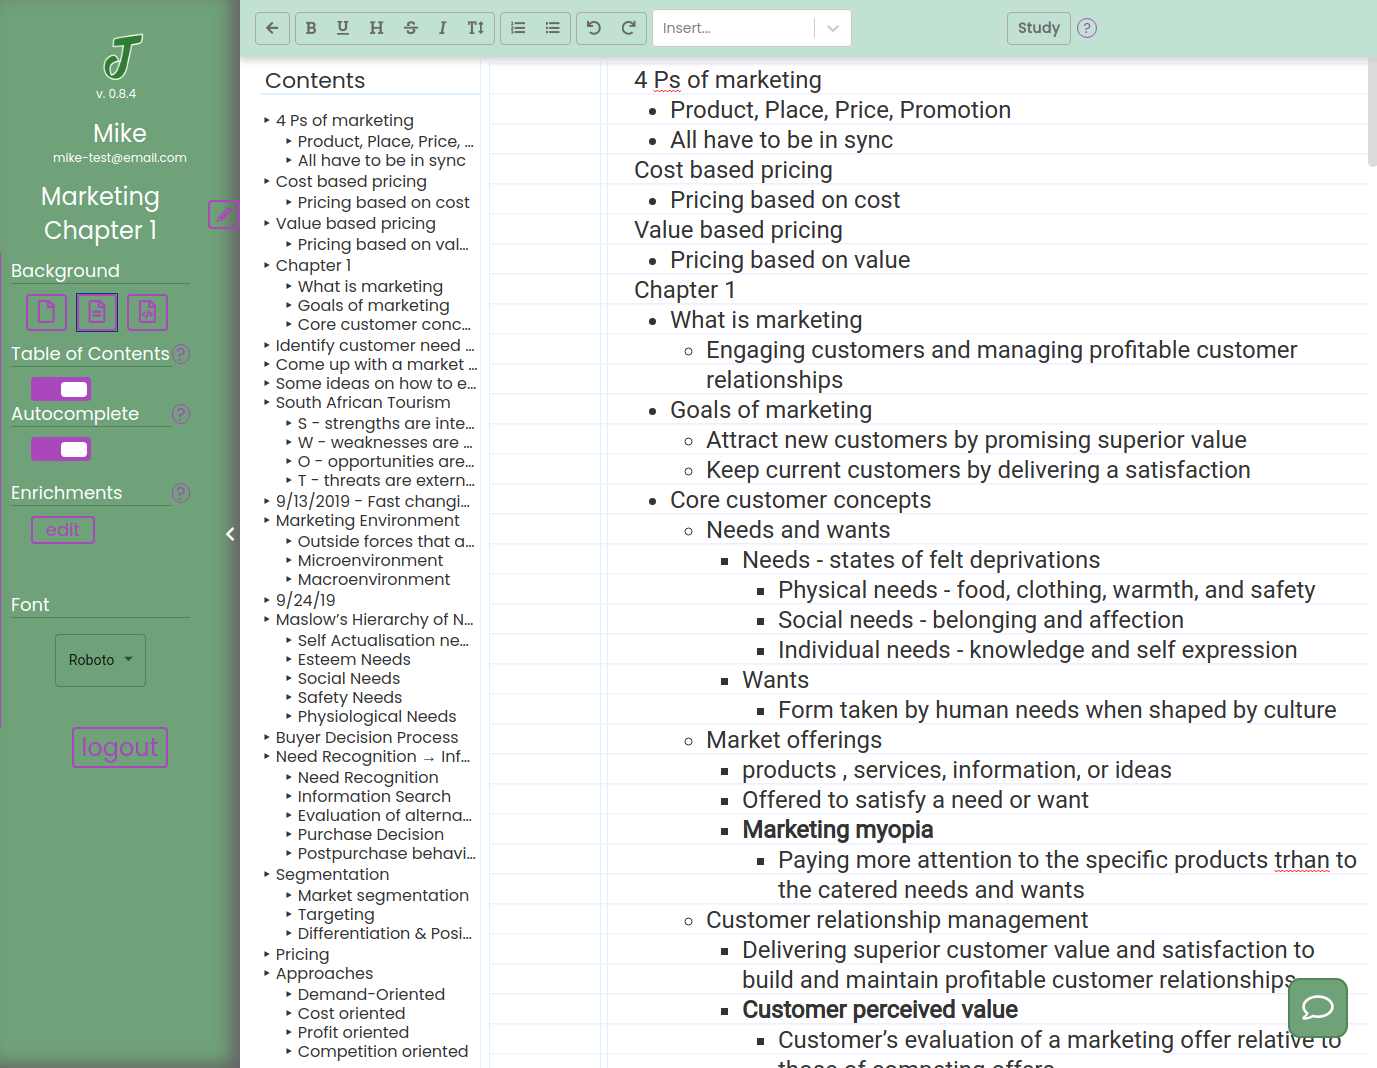 v. 0.8.4
Mike
mike-test@email.com
Marketing
Chapter 1
Background
Table of Contents ?
Autocomplete ?
Enrichments ?
edit
Font
Roboto
logout
B U H S I T
Insert...
Study ?
Contents
4 Ps of marketing
Product, Place, Price, ...
All have to be in sync
Cost based pricing
Pricing based on cost
Value based pricing
Pricing based on val...
Chapter 1
What is marketing
Goals of marketing
Core customer conc...
Identify customer need ...
Come up with a market ...
Some ideas on how to e...
South African Tourism
S - strengths are inte...
W - weaknesses are ...
O - opportunities are...
T - threats are extern...
9/13/2019 - Fast changi...
Marketing Environment
Outside forces that a...
Microenvironment
Macroenvironment
9/24/19
Maslow’s Hierarchy of N...
Self Actualisation ne...
Esteem Needs
Social Needs
Safety Needs
Physiological Needs
Buyer Decision Process
Need Recognition → Inf...
Need Recognition
Information Search
Evaluation of alterna...
Purchase Decision
Postpurchase behavi...
Segmentation
Market segmentation
Targeting
Differentiation & Posi...
Pricing
Approaches
Demand-Oriented
Cost oriented
Profit oriented
Competition oriented
4 Ps of marketing
Product, Place, Price, Promotion
All have to be in sync
Cost based pricing
Pricing based on cost
Value based pricing
Pricing based on value
Chapter 1
What is marketing
Engaging customers and managing profitable customer
relationships
Goals of marketing
Attract new customers by promising superior value
Keep current customers by delivering a satisfaction
Core customer concepts
Needs and wants
Needs - states of felt deprivations
Physical needs - food, clothing, warmth, and safety
Social needs - belonging and affection
Individual needs - knowledge and self expression
Wants
Form taken by human needs when shaped by culture
Market offerings
products , services, information, or ideas
Offered to satisfy a need or want
Marketing myopia
Paying more attention to the specific products trhan to
the catered needs and wants
Customer relationship management
Delivering superior customer value and satisfaction to
build and maintain profitable customer relationships
Customer perceived value
Customer’s evaluation of a marketing offer relative to
those of competing offers